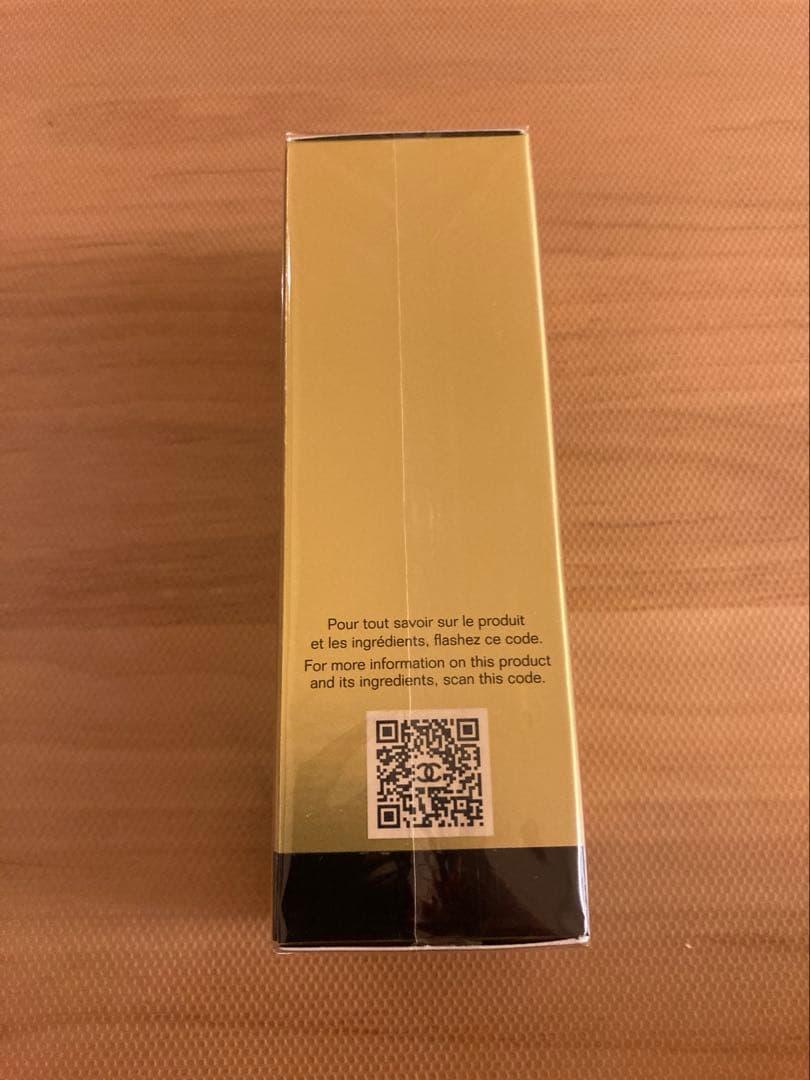 Pour tout savoir sur le produit
et les ingrédients, flashez ce code.
For more information on this product
and its ingredients, scan this code.